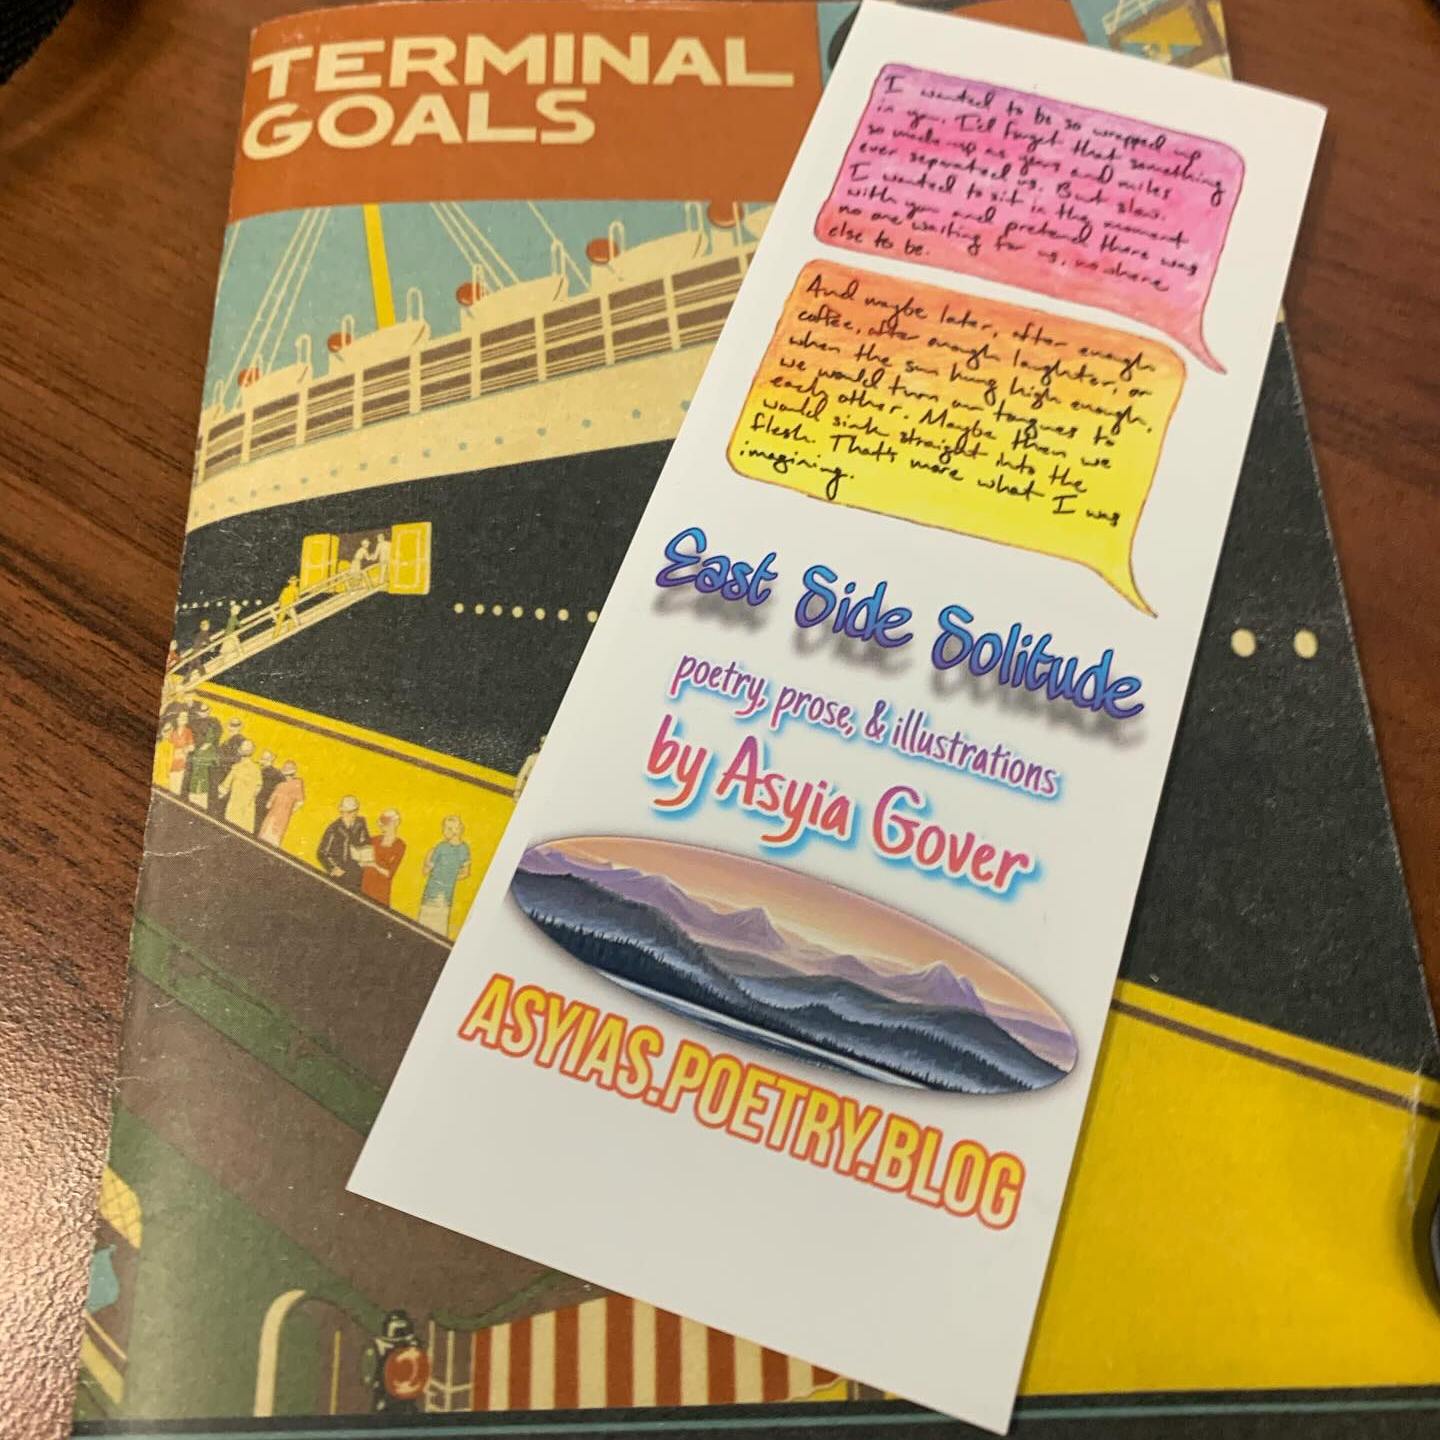 TERMINAL
GOALS
I wanted to be so wrapped up
in you, I'd forget that something
so made-up as years and miles
ever separated us. But slow.
I wanted to sit in the moment
with you and pretend there was
no one waiting for us, no where
else to be.
And maybe later, after enough
coffee, after enough laughter, or
when the sun hung high enough,
we would turn our tongues to
each other. Maybe then we
would sink straight into the
flesh. That's more what I was
imagining.
East Side Solitude
poetry, prose, & illustrations
by Asyia Gover
ASYIAS.POETRY.BLOG